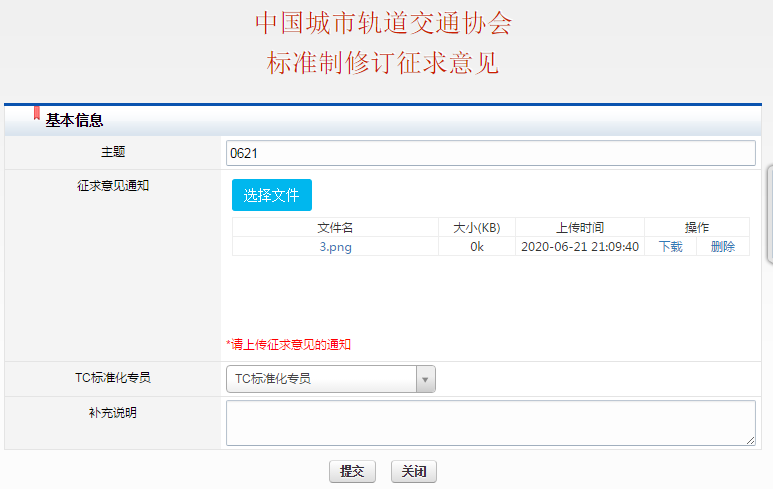 中国城市轨道交通协会
标准制修订征求意见
基本信息
主题 0621
征求意见通知
选择文件
文件名 大小(KB) 上传时间 操作
3.png 0k 2020-06-21 21:09:40 下载 删除
*请上传征求意见的通知
TC标准化专员 TC标准化专员
补充说明
提交 关闭